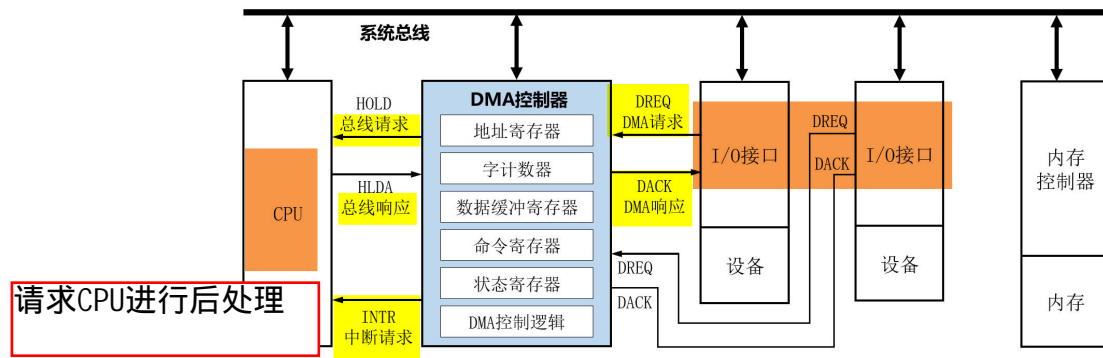 系统总线
HOLD
总线请求
HLDA
总线响应
CPU
请求CPU进行后处理
INTR
中断请求
DMA控制器
地址寄存器
字计数器
数据缓冲寄存器
命令寄存器
状态寄存器
DMA控制逻辑
DREQ
DMA请求
DACK
DMA响应
DREQ
DACK
I/O接口
设备
DREQ
DACK
I/O接口
设备
内存
控制器
内存